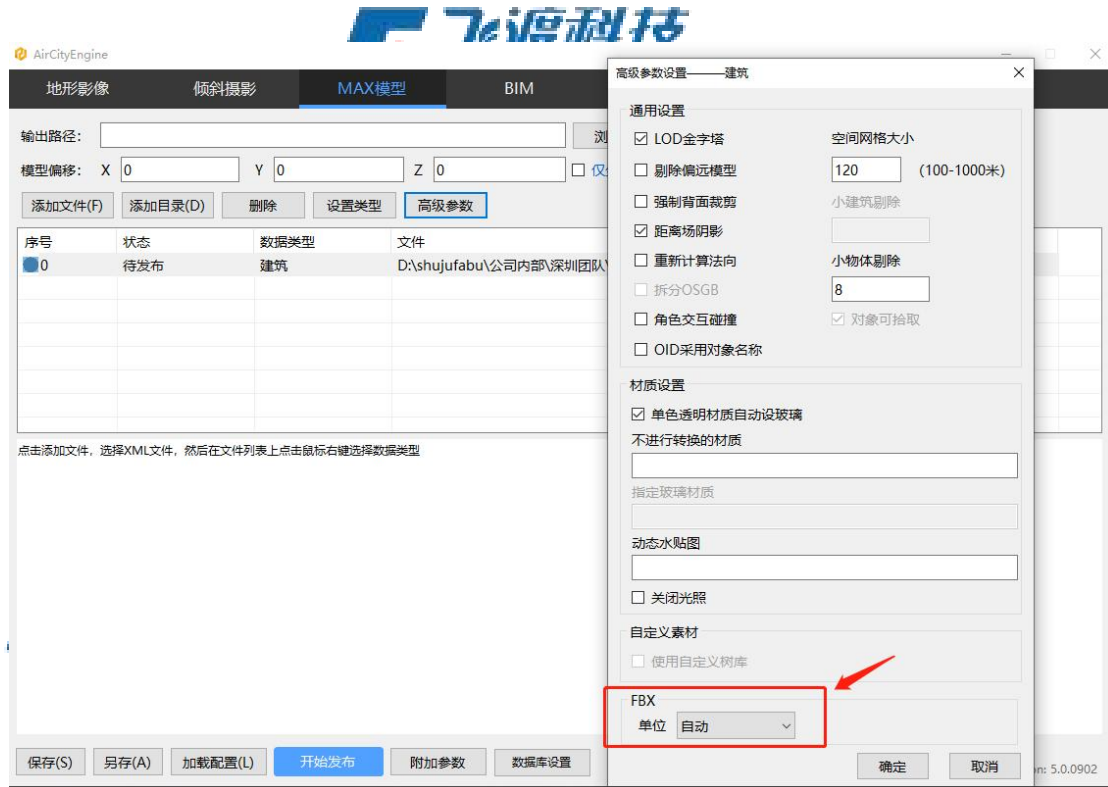 飞渡科技
AirCityEngine
地形影像 倾斜摄影 MAX模型 BIM
输出路径： 浏
模型偏移： X 0 Y 0 Z 0 仅
添加文件(F) 添加目录(D) 删除 设置类型 高级参数
序号 状态 数据类型 文件
0 待发布 建筑 D:\shujufabu\公司内部\深圳团队\
点击添加文件，选择XML文件，然后在文件列表上点击鼠标右键选择数据类型
保存(S) 另存(A) 加载配置(L) 开始发布 附加参数 数据库设置
高级参数设置———建筑
通用设置
LOD金字塔 空间网格大小
剔除偏远模型 120 (100-1000米)
强制背面裁剪 小建筑剔除
距离场阴影
重新计算法向 小物体剔除
拆分OSGB 8
角色交互碰撞 对象可拾取
OID采用对象名称
材质设置
单色透明材质自动设玻璃
不进行转换的材质
指定玻璃材质
动态水贴图
关闭光照
自定义素材
使用自定义树库
FBX
单位 自动
确定 取消
on: 5.0.0902